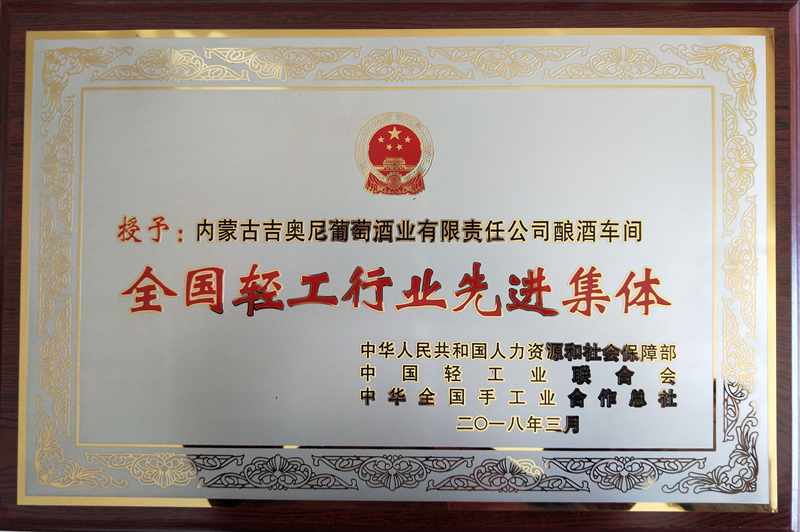 授予：内蒙古吉奥尼葡萄酒业有限责任公司酿酒车间
全国轻工行业先进集体
中华人民共和国人力资源和社会保障部
中国轻工业联合会
中华全国手工业合作总社
二〇一八年三月